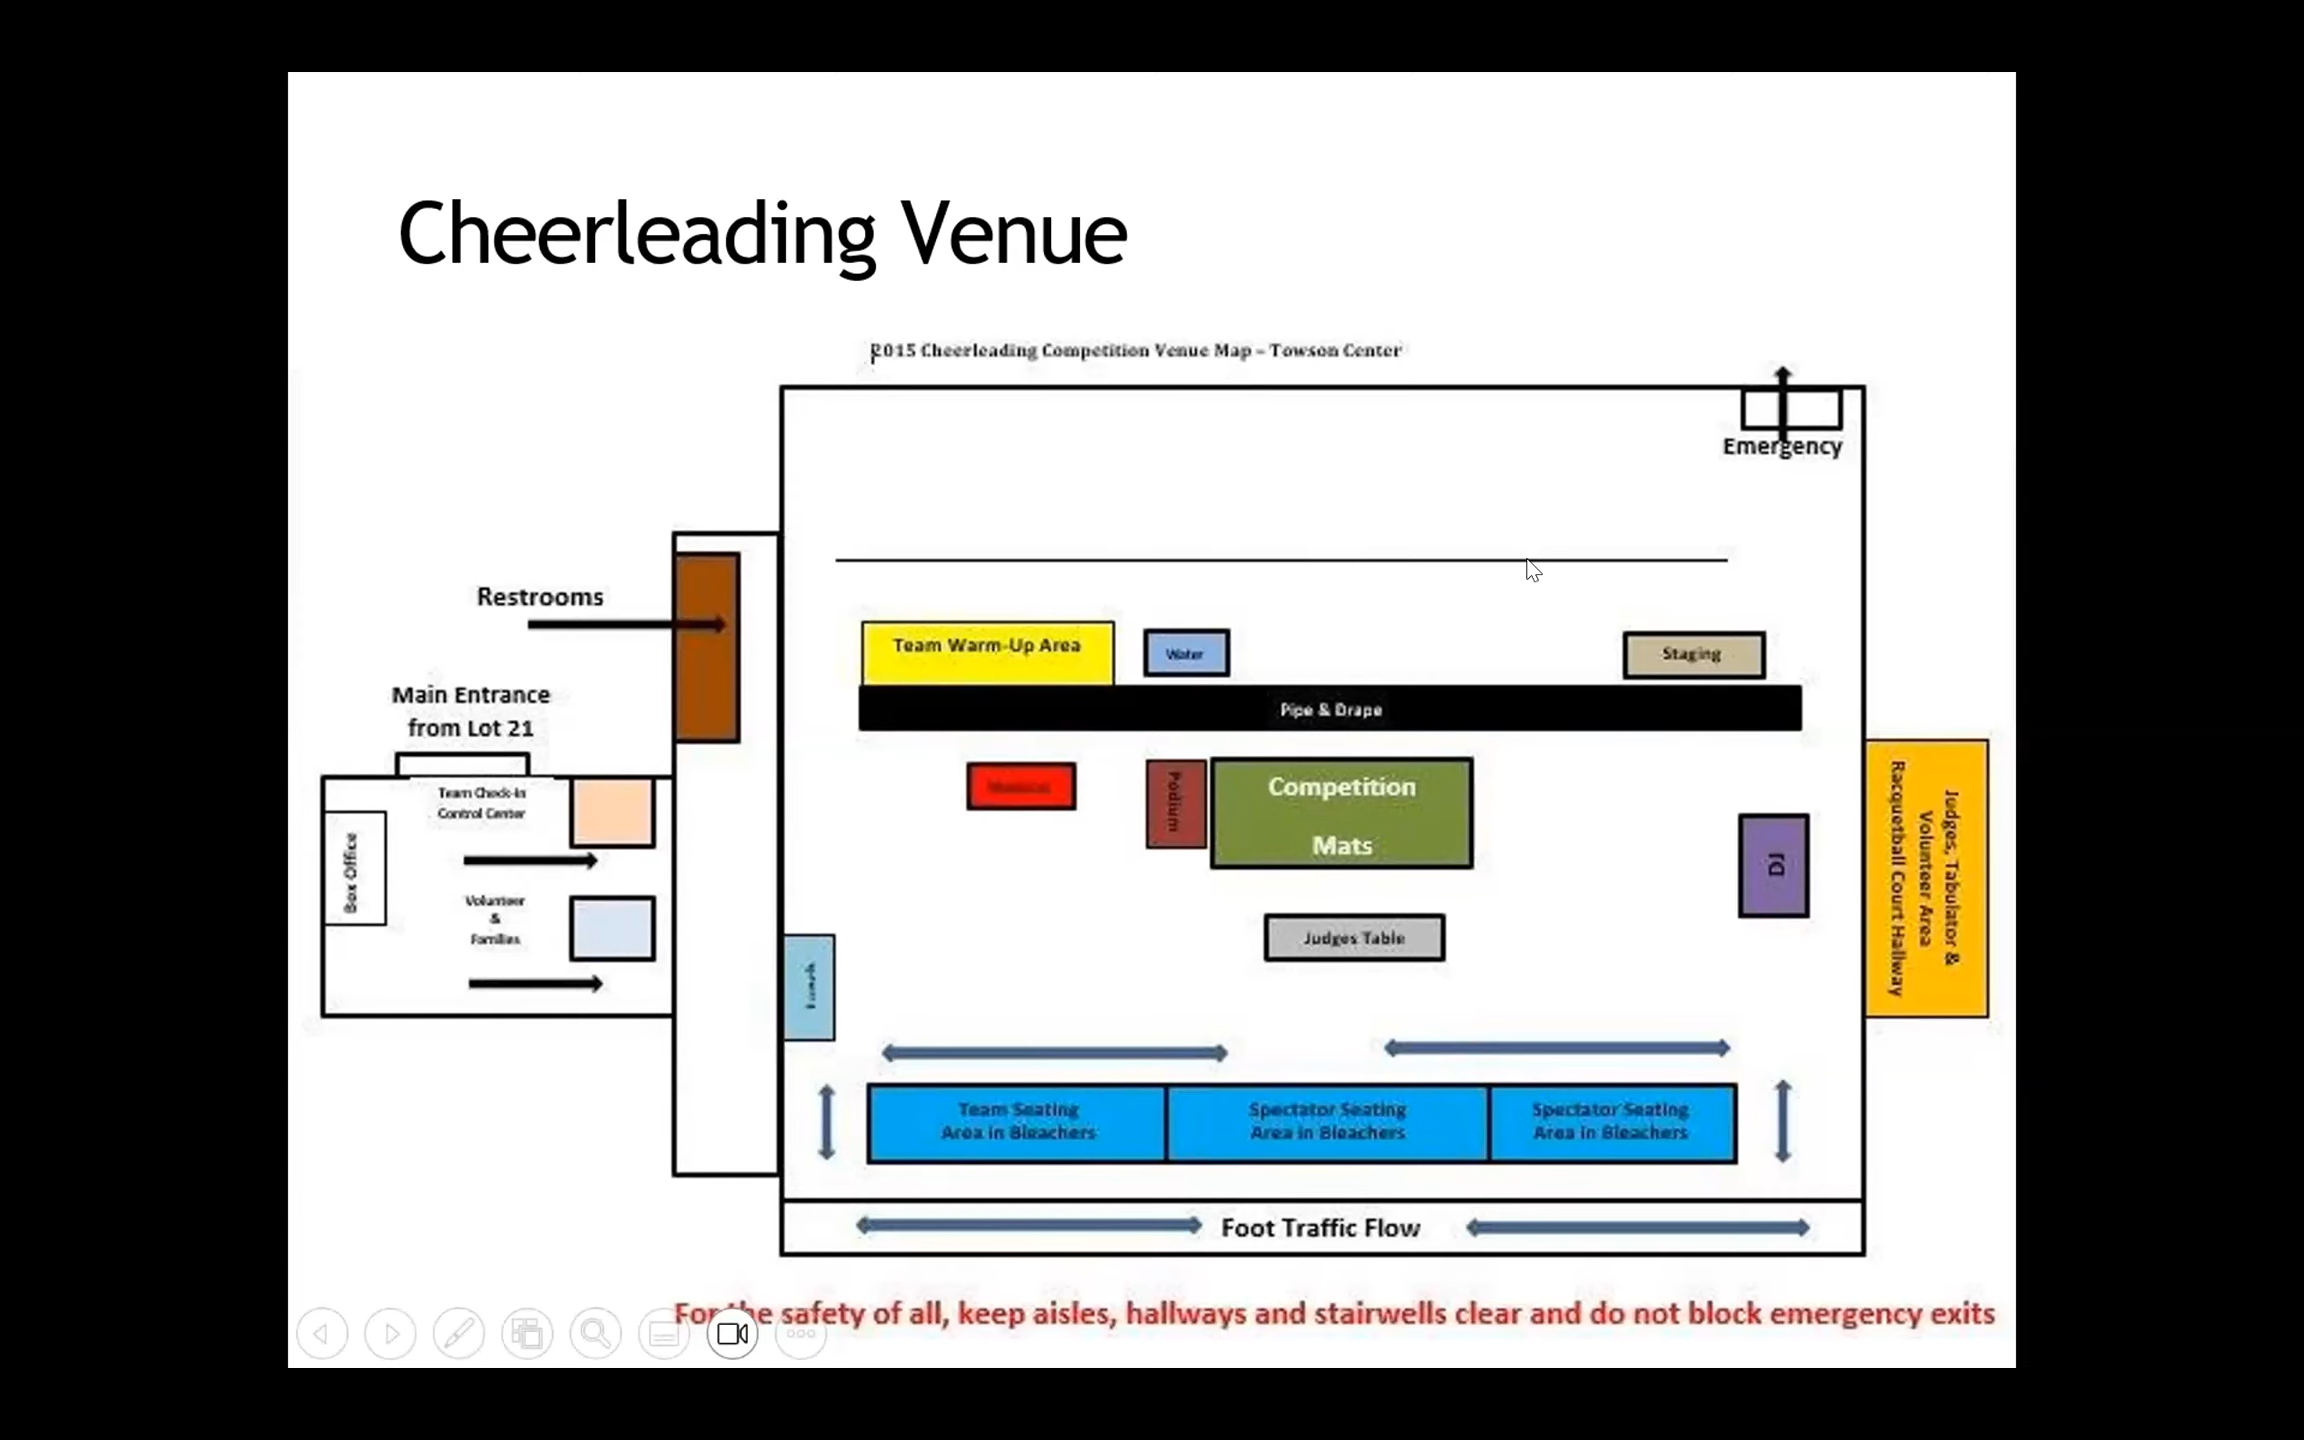 Cheerleading Venue
2015 Cheerleading Competition Venue Map – Towson Center
Emergency
Restrooms
Team Warm-Up Area
Water
Staging
Main Entrance
from Lot 21
Pipe & Drape
Team Check-in
Control Center
Box Office
Volunteer
&
Families
Podium
Competition
Mats
DJ
Judges, Tabulator &
Volunteer Area
Racquetball Court Hallway
Judges Table
Team Seating
Area in Bleachers
Spectator Seating
Area in Bleachers
Spectator Seating
Area in Bleachers
Foot Traffic Flow
For the safety of all, keep aisles, hallways and stairwells clear and do not block emergency exits